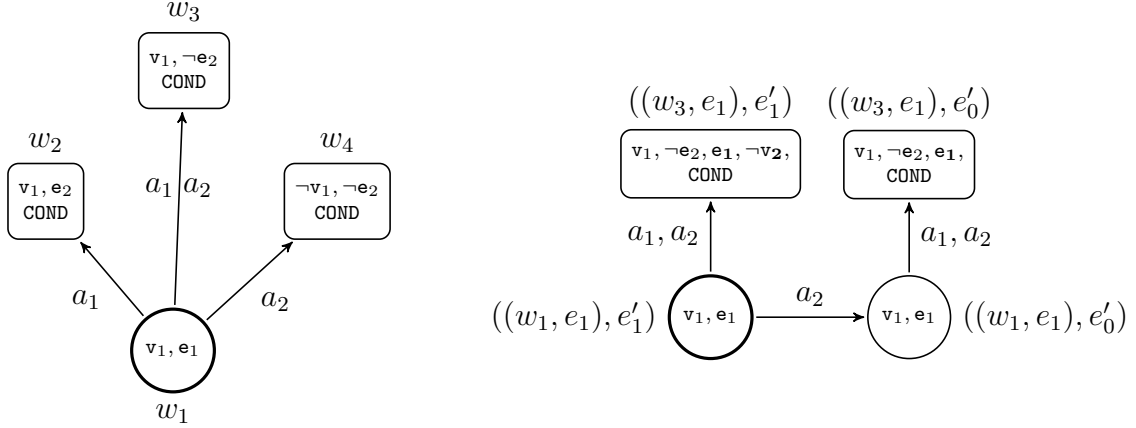 w₃
v₁, ¬e₂
COND
w₂
v₁, e₂
COND
w₄
¬v₁, ¬e₂
COND
a₁ a₂
a₁
a₂
v₁, e₁
w₁
((w₃, e₁), e′₁)
v₁, ¬e₂, e₁, ¬v₂,
COND
((w₃, e₁), e′₀)
v₁, ¬e₂, e₁,
COND
a₁, a₂
a₁, a₂
((w₁, e₁), e′₁)
v₁, e₁
a₂
v₁, e₁
((w₁, e₁), e′₀)